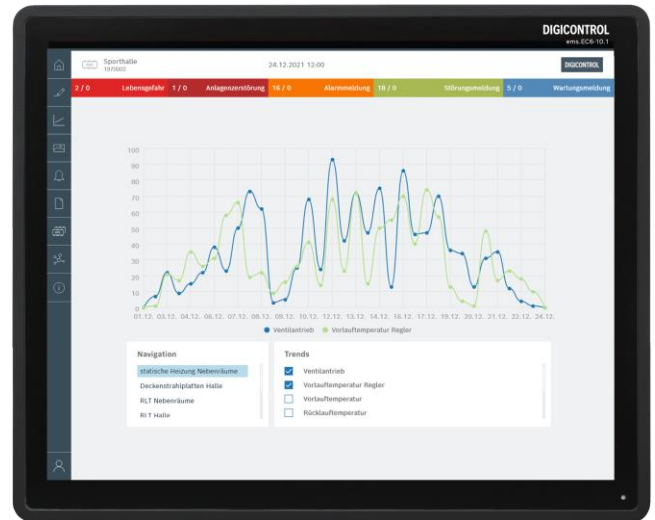 DIGICONTROL
ems.EC6-10.1
Sporthalle
1970002
24.12.2021 12:00
DIGICONTROL
2 / 0 Lebensgefahr 1 / 0 Anlagenzerstörung 16 / 0 Alarmmeldung 18 / 0 Störungsmeldung 5 / 0 Wartungsmeldung
100
90
80
70
60
50
40
30
20
10
0
01.12. 03.12. 04.12. 06.12. 07.12. 08.12. 09.12. 10.12. 12.12. 13.12. 14.12. 16.12. 17.12. 19.12. 20.12. 21.12. 22.12. 24.12.
Ventilantrieb Vorlauftemperatur Regler
Navigation
statische Heizung Nebenräume
Deckenstrahlplatten Halle
RLT Nebenräume
RLT Halle
Trends
Ventilantrieb
Vorlauftemperatur Regler
Vorlauftemperatur
Rücklauftemperatur